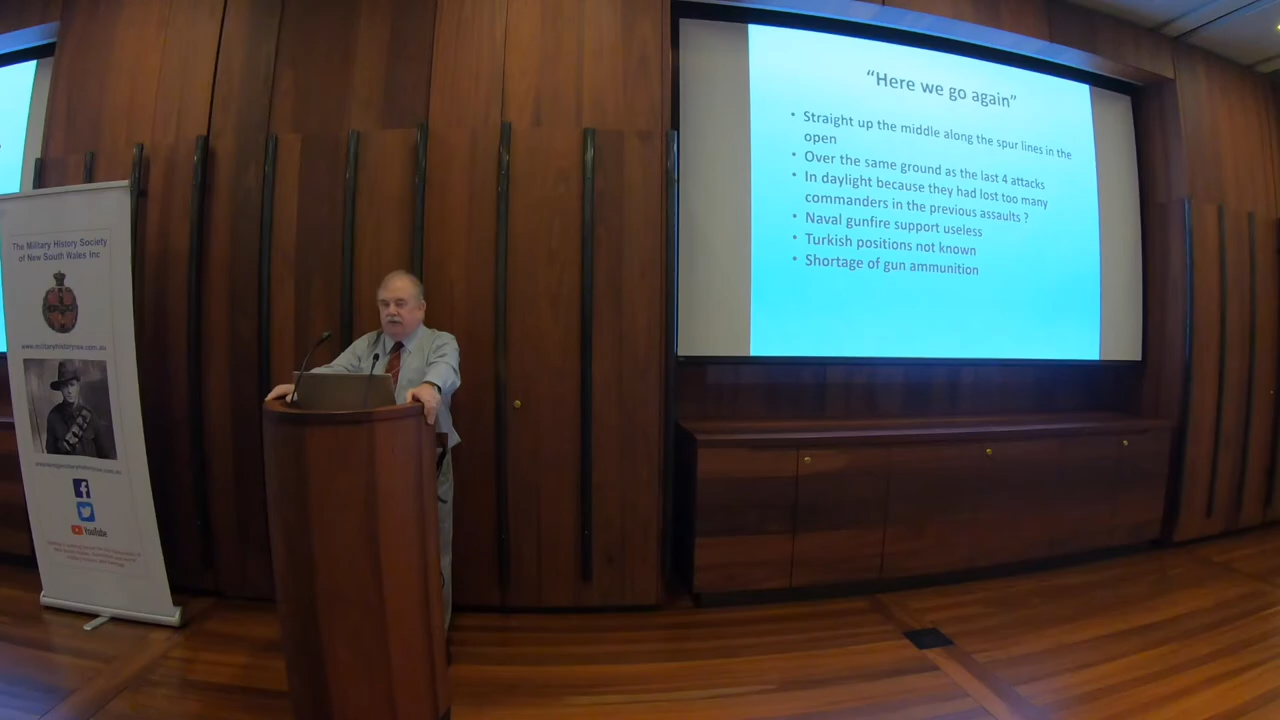 The Military History Society
of New South Wales Inc
www.militaryhistorynsw.com.au
YouTube
“Here we go again”
• Straight up the middle along the spur lines in the
open
• Over the same ground as the last 4 attacks
• In daylight because they had lost too many
commanders in the previous assaults ?
• Naval gunfire support useless
• Turkish positions not known
• Shortage of gun ammunition